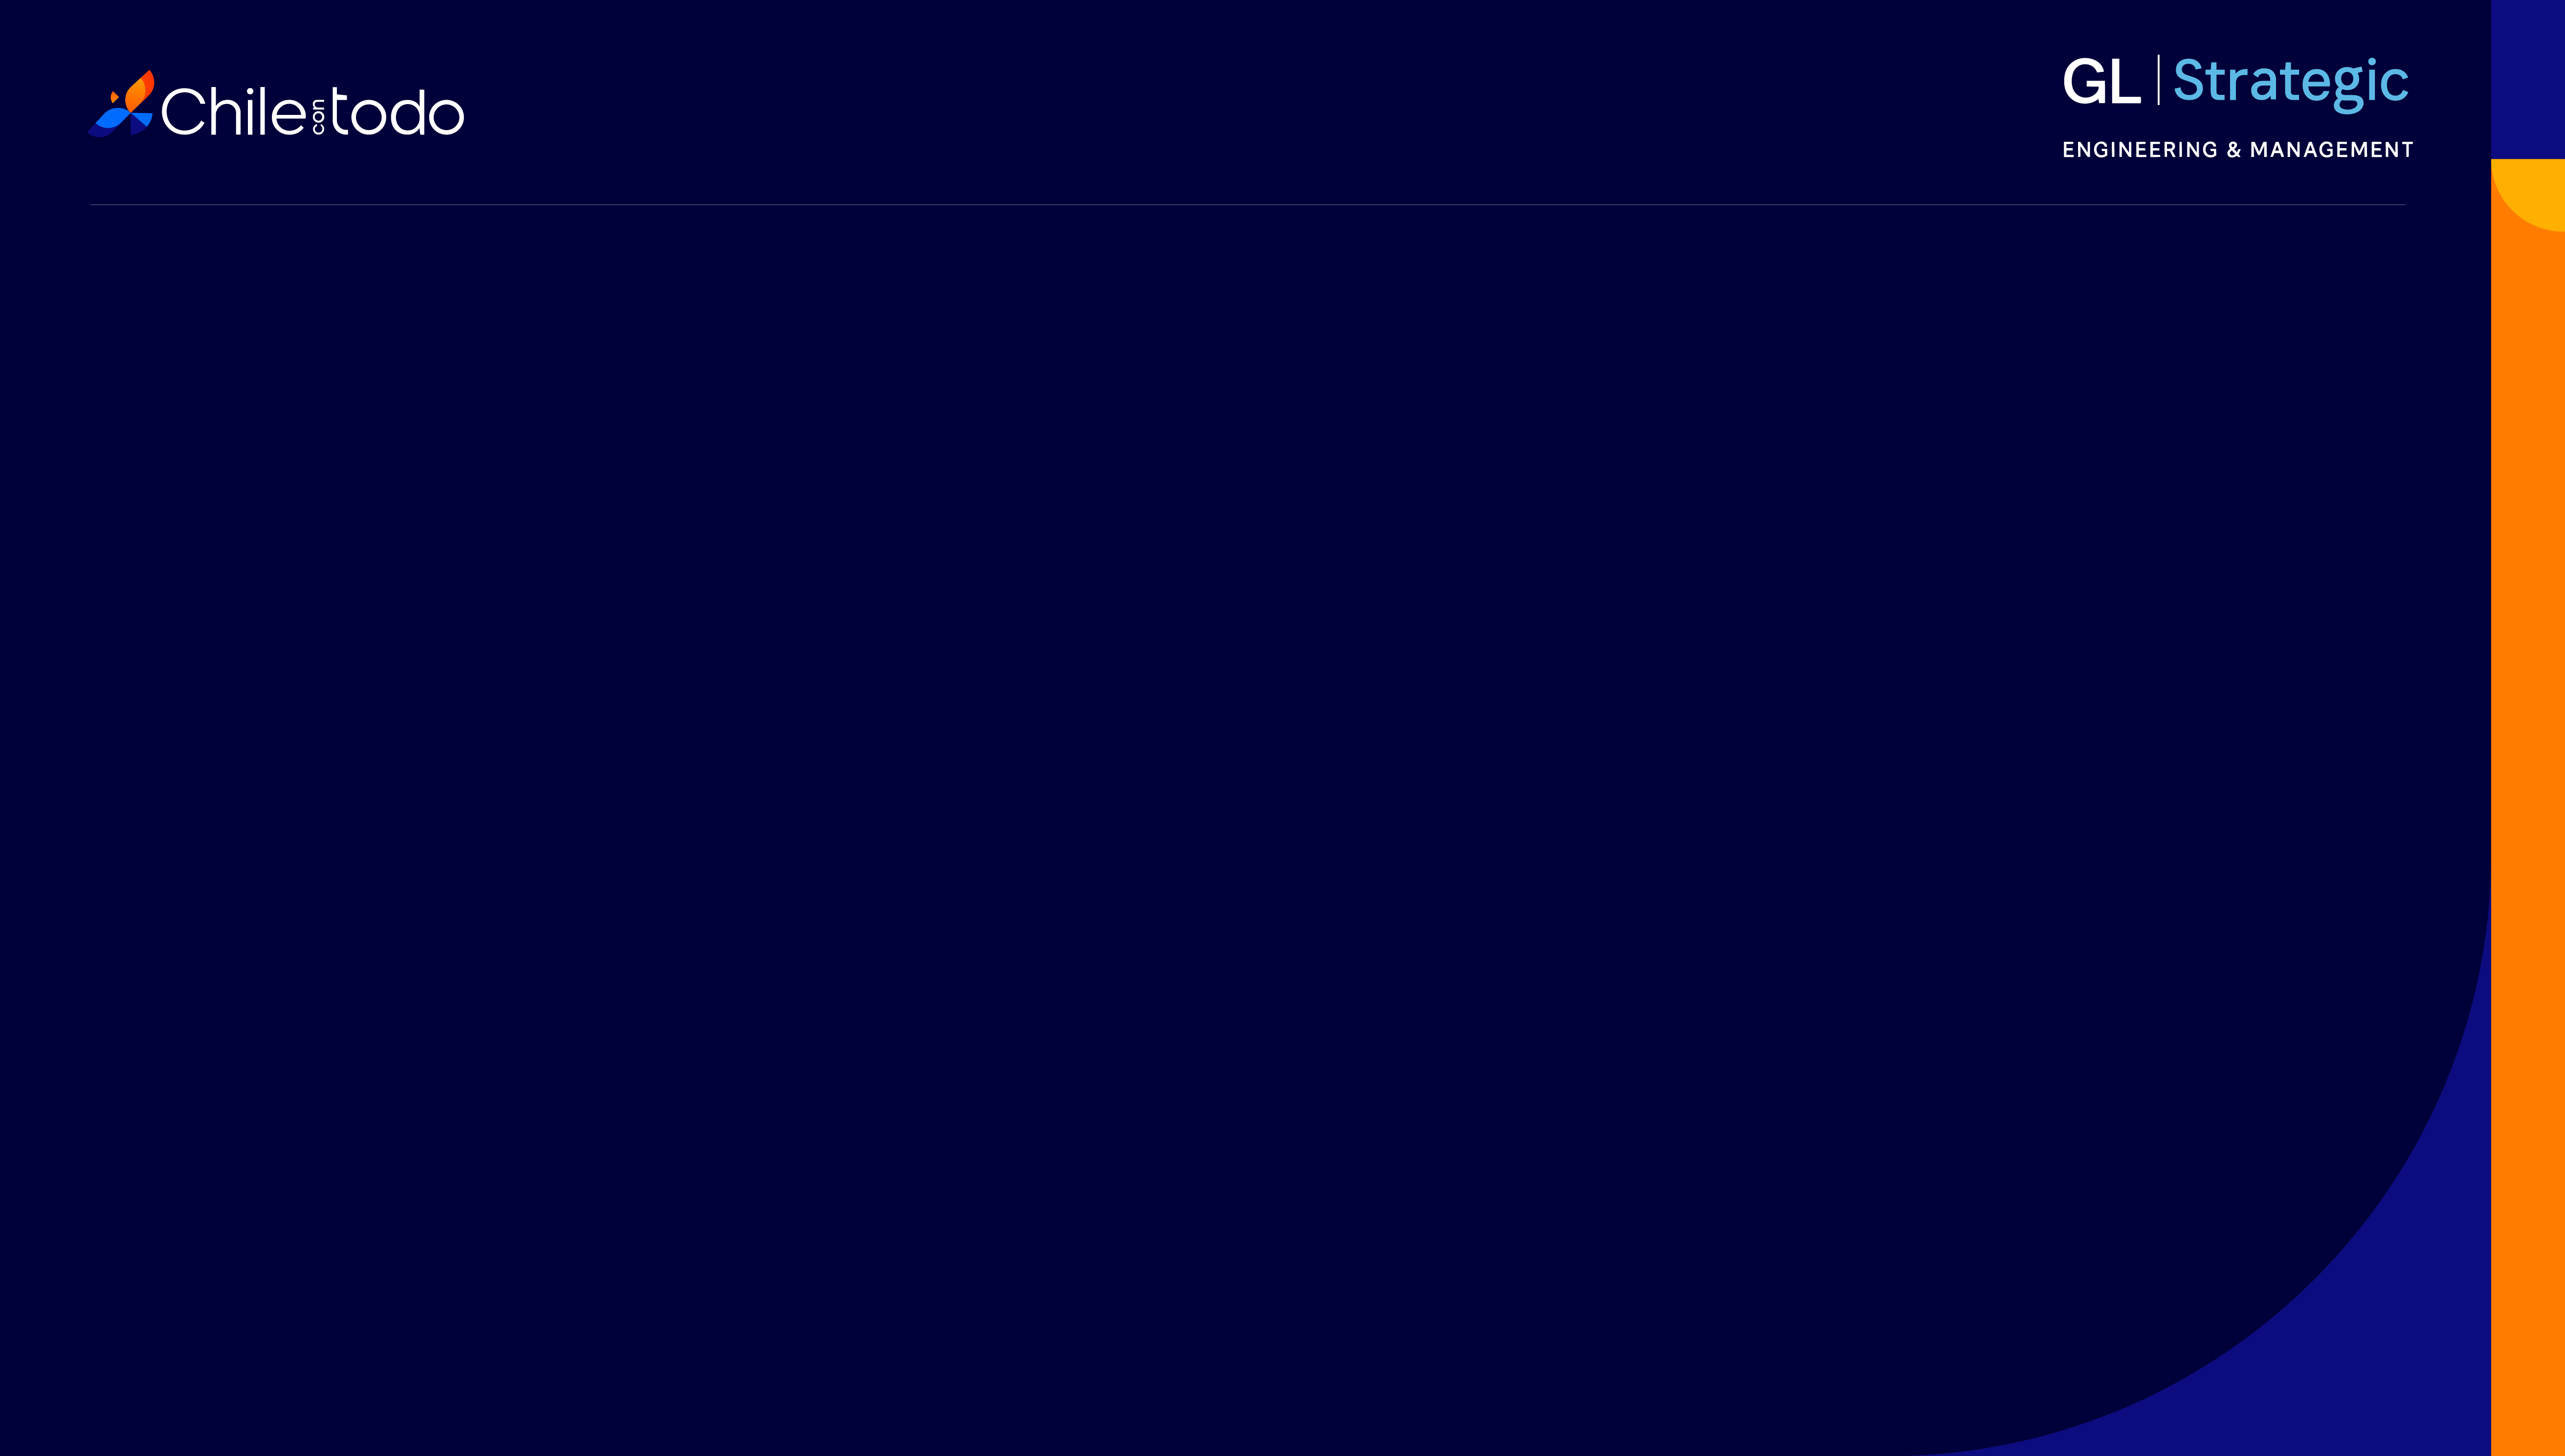 Chile con todo
GL | Strategic
ENGINEERING & MANAGEMENT